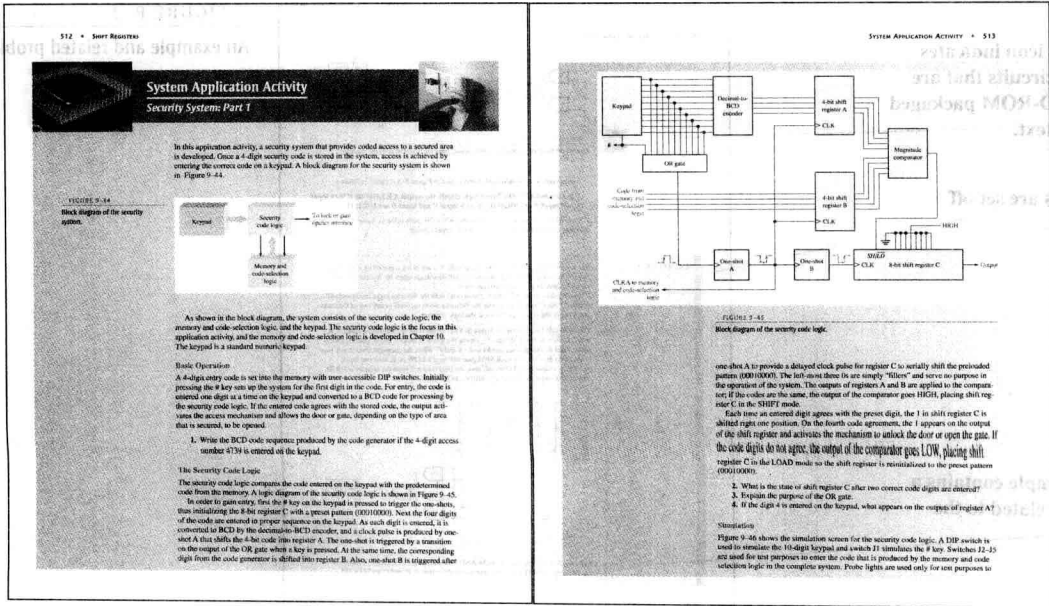 512 • SHIFT REGISTERS
System Application Activity
Security System: Part 1
In this application activity, a security system that provides coded access to a secured area
is developed. Once a 4-digit security code is stored in the system, access is achieved by
entering the correct code on a keypad. A block diagram for the security system is shown
in Figure 9–44.
FIGURE 9–44
Block diagram of the security
system.
Keypad
Security
code logic
To lock or gate
Memory and
code-selection
logic
As shown in the block diagram, the system consists of the security code logic, the
memory and code-selection logic, and the keypad. The security code logic is the focus in this
application activity, and the memory and code-selection logic is developed in Chapter 10.
The keypad is a standard numeric keypad.
Basic Operation
A 4-digit entry code is set into the memory with user-accessible DIP switches. Initially
pressing the # key sets up the system for the first digit in the code. For entry, the code is
entered one digit at a time on the keypad and converted to a BCD code for processing by
the security code logic. If the entered code agrees with the stored code, the output acti-
vates the access mechanism and allows the door or gate, depending on the type of area
that is secured, to be opened.
1. Write the BCD code sequence produced by the code generator if the 4-digit access
number 4739 is entered on the keypad.
The Security Code Logic
The security code logic compares the code entered on the keypad with the predetermined
code from the memory. A logic diagram of the security code logic is shown in Figure 9–45.
In order to gain entry, first the # key on the keypad is pressed to trigger the one-shots,
thus initializing the 8-bit register C with a preset pattern (00010000). Next the four digits
of the code are entered in proper sequence on the keypad. As each digit is entered, it is
converted to BCD by the decimal-to-BCD encoder, and a clock pulse is produced by one-
shot A that shifts the 4-bit code into register A. The one-shot is triggered by a transition
on the output of the OR gate when a key is pressed. At the same time, the corresponding
digit from the code generator is shifted into register B. Also, one-shot B is triggered after
SYSTEM APPLICATION ACTIVITY • 513
Keypad
Decimal-to-
BCD
encoder
4-bit shift
register A
CLK
#
OR gate
Magnitude
comparator
Code from
memory and
code-selection
logic
4-bit shift
register B
CLK
HIGH
One-shot
A
One-shot
B
SH/LD
CLK 8-bit shift register C
Output
CLKA to memory
and code-selection
logic
FIGURE 9–45
Block diagram of the security code logic.
one-shot A to provide a delayed clock pulse for register C to serially shift the preloaded
pattern (00010000). The left-most three 0s are simply "fillers" and serve no purpose in
the operation of the system. The outputs of registers A and B are applied to the compara-
tor; if the codes are the same, the output of the comparator goes HIGH, placing shift reg-
ister C in the SHIFT mode.
Each time an entered digit agrees with the preset digit, the 1 in shift register C is
shifted right one position. On the fourth code agreement, the 1 appears on the output
of the shift register and activates the mechanism to unlock the door or open the gate. If
the code digits do not agree, the output of the comparator goes LOW, placing shift
register C in the LOAD mode so the shift register is reinitialized to the preset pattern
(00010000).
2. What is the state of shift register C after two correct code digits are entered?
3. Explain the purpose of the OR gate.
4. If the digit 4 is entered on the keypad, what appears on the outputs of register A?
Simulation
Figure 9–46 shows the simulation screen for the security code logic. A DIP switch is
used to simulate the 10-digit keypad and switch J1 simulates the # key. Switches J2–J5
are used for test purposes to enter the code that is produced by the memory and code
selection logic in the complete system. Probe lights are used only for test purposes to